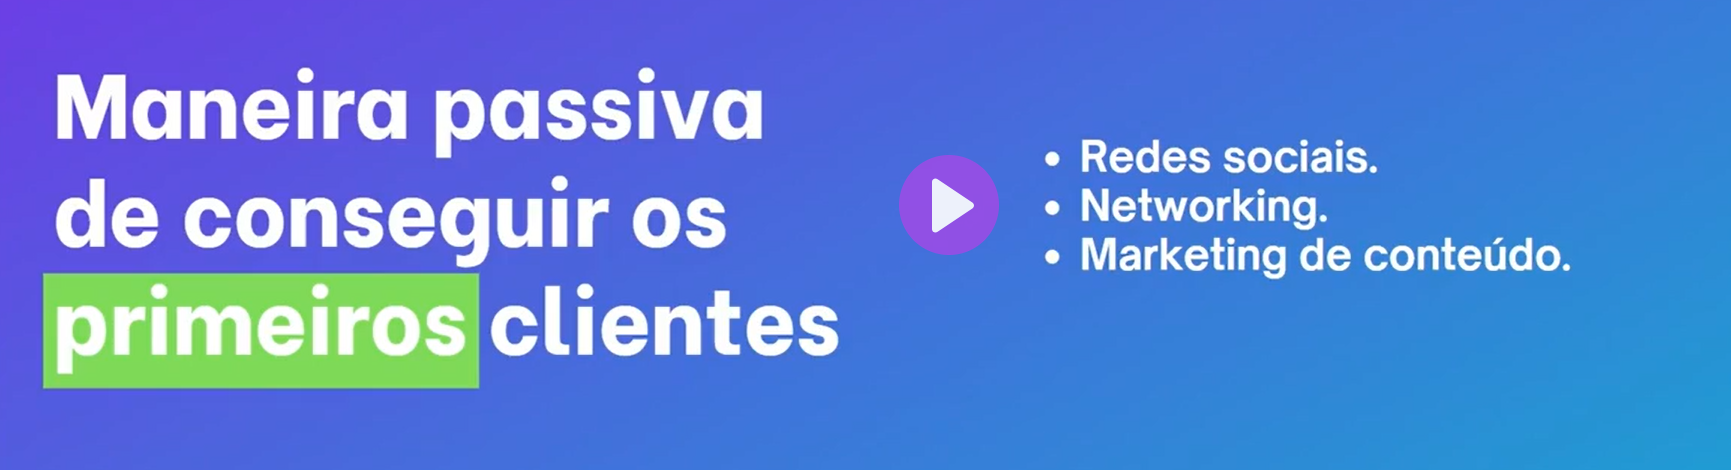 Maneira passiva
de conseguir os
primeiros clientes
• Redes sociais.
• Networking.
• Marketing de conteúdo.